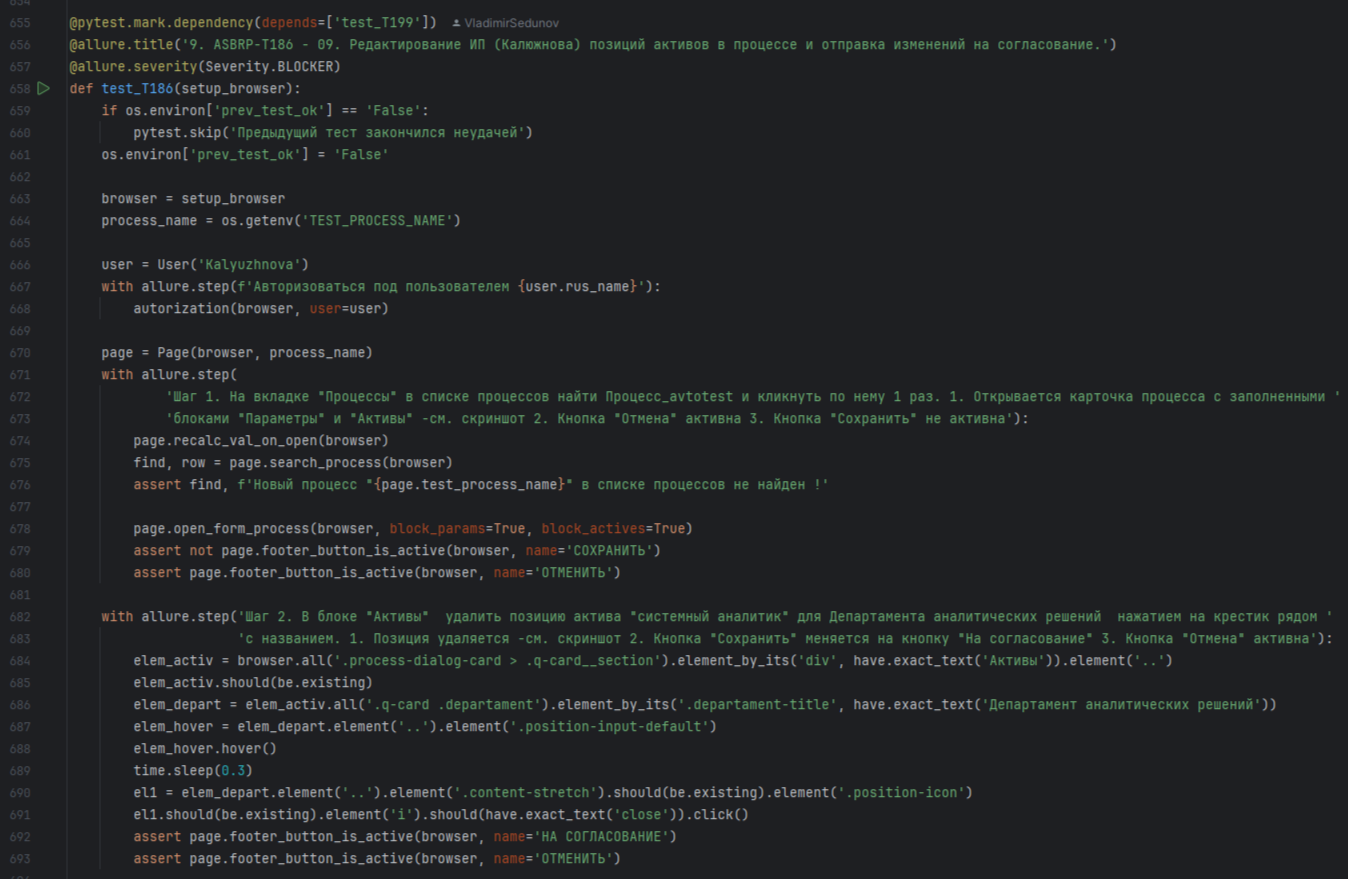 655 @pytest.mark.dependency(depends=['test_T199']) VladimirSedunov
656 @allure.title('9. ASBRP-T186 - 09. Редактирование ИП (Калюжнова) позиций активов в процессе и отправка изменений на согласование.')
657 @allure.severity(Severity.BLOCKER)
658 def test_T186(setup_browser):
659 if os.environ['prev_test_ok'] == 'False':
660 pytest.skip('Предыдущий тест закончился неудачей')
661 os.environ['prev_test_ok'] = 'False'
662
663 browser = setup_browser
664 process_name = os.getenv('TEST_PROCESS_NAME')
665
666 user = User('Kalyuzhnova')
667 with allure.step(f'Авторизоваться под пользователем {user.rus_name}'):
668 autorization(browser, user=user)
669
670 page = Page(browser, process_name)
671 with allure.step(
672 'Шаг 1. На вкладке "Процессы" в списке процессов найти Процесс_avtotest и кликнуть по нему 1 раз. 1. Открывается карточка процесса с заполненными '
673 'блоками "Параметры" и "Активы" -см. скриншот 2. Кнопка "Отмена" активна 3. Кнопка "Сохранить" не активна'):
674 page.recalc_val_on_open(browser)
675 find, row = page.search_process(browser)
676 assert find, f'Новый процесс "{page.test_process_name}" в списке процессов не найден !'
677
678 page.open_form_process(browser, block_params=True, block_actives=True)
679 assert not page.footer_button_is_active(browser, name='СОХРАНИТЬ')
680 assert page.footer_button_is_active(browser, name='ОТМЕНИТЬ')
681
682 with allure.step('Шаг 2. В блоке "Активы"  удалить позицию актива "системный аналитик" для Департамента аналитических решений  нажатием на крестик рядом '
683 'с названием. 1. Позиция удаляется -см. скриншот 2. Кнопка "Сохранить" меняется на кнопку "На согласование" 3. Кнопка "Отмена" активна'):
684 elem_activ = browser.all('.process-dialog-card > .q-card__section').element_by_its('div', have.exact_text('Активы')).element('..')
685 elem_activ.should(be.existing)
686 elem_depart = elem_activ.all('.q-card .departament').element_by_its('.departament-title', have.exact_text('Департамент аналитических решений'))
687 elem_hover = elem_depart.element('..').element('.position-input-default')
688 elem_hover.hover()
689 time.sleep(0.3)
690 el1 = elem_depart.element('..').element('.content-stretch').should(be.existing).element('.position-icon')
691 el1.should(be.existing).element('i').should(have.exact_text('close')).click()
692 assert page.footer_button_is_active(browser, name='НА СОГЛАСОВАНИЕ')
693 assert page.footer_button_is_active(browser, name='ОТМЕНИТЬ')